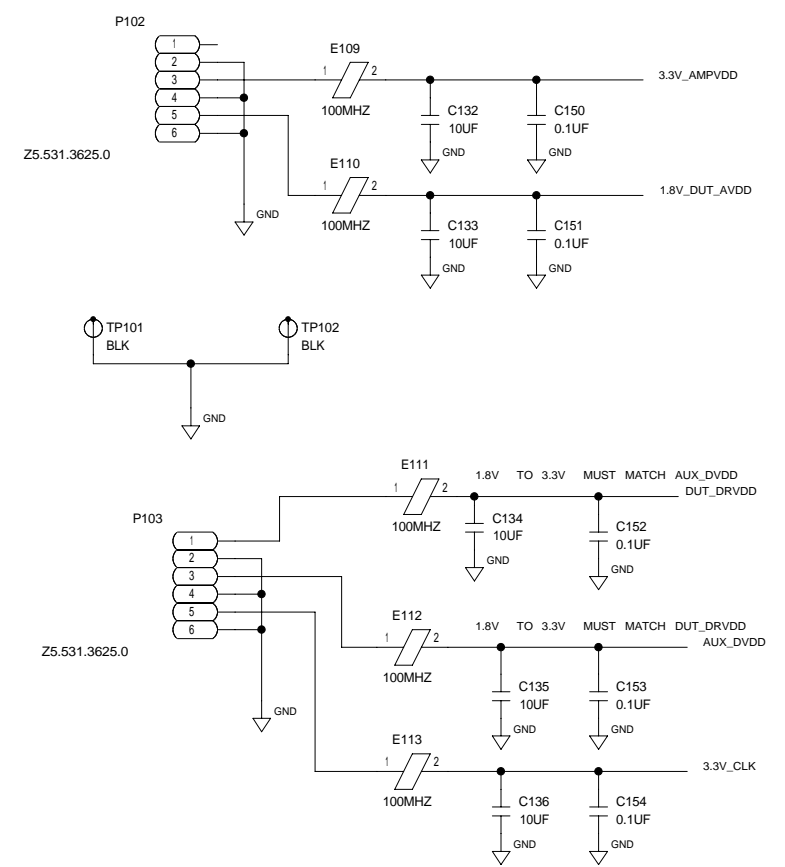 P102
1
2
3
4
5
6
Z5.531.3625.0
E109
1 2
100MHZ
3.3V_AMPVDD
C132
10UF
GND
C150
0.1UF
GND
E110
1 2
100MHZ
1.8V_DUT_AVDD
GND
C133
10UF
GND
C151
0.1UF
GND
TP101
BLK
TP102
BLK
GND
E111
1 2
100MHZ
1.8V TO 3.3V MUST MATCH AUX_DVDD
DUT_DRVDD
C134
10UF
GND
C152
0.1UF
GND
P103
1
2
3
4
5
6
Z5.531.3625.0
GND
E112
1 2
100MHZ
1.8V TO 3.3V MUST MATCH DUT_DRVDD
AUX_DVDD
C135
10UF
GND
C153
0.1UF
GND
E113
1 2
100MHZ
3.3V_CLK
C136
10UF
GND
C154
0.1UF
GND